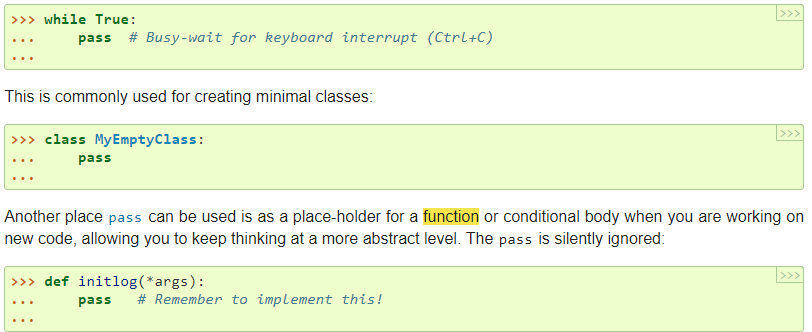 >>>
>>> while True:
...     pass  # Busy-wait for keyboard interrupt (Ctrl+C)
...
This is commonly used for creating minimal classes:
>>>
>>> class MyEmptyClass:
...     pass
...
Another place pass can be used is as a place-holder for a function or conditional body when you are working on
new code, allowing you to keep thinking at a more abstract level. The pass is silently ignored:
>>>
>>> def initlog(*args):
...     pass   # Remember to implement this!
...